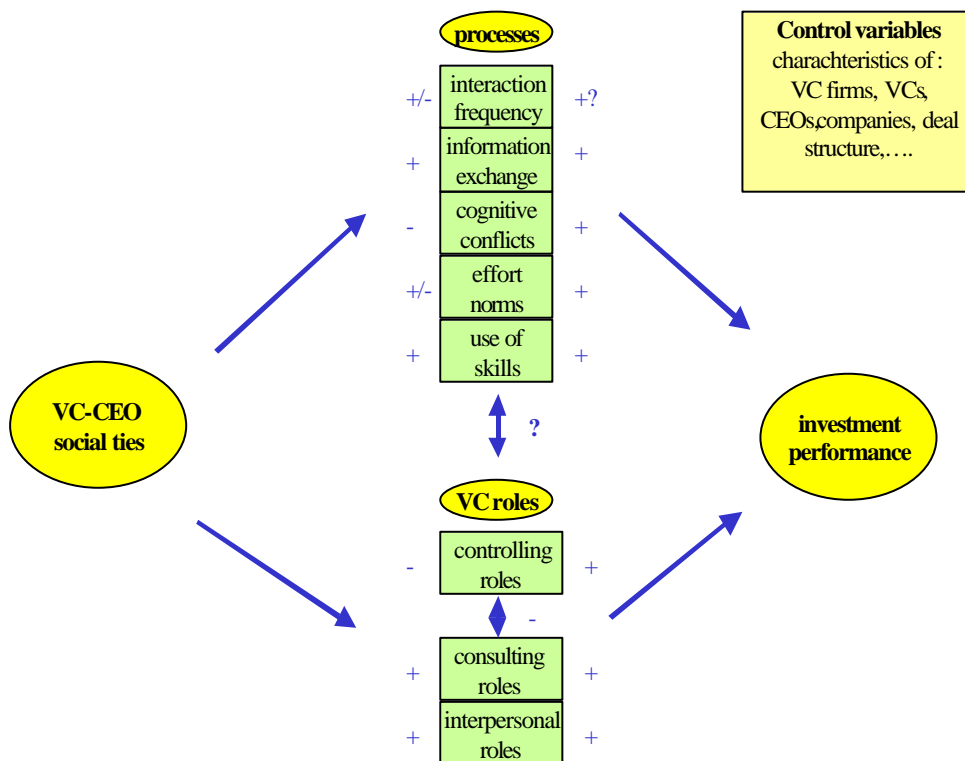 processes
Control variables
charachteristics of :
VC firms, VCs,
CEOs,companies, deal
structure,….
+/- interaction
frequency +?
+ information
exchange +
- cognitive
conflicts +
+/- effort
norms +
+ use of
skills +
?
VC-CEO
social ties
investment
performance
VC roles
- controlling
roles +
-
+ consulting
roles +
+ interpersonal
roles +